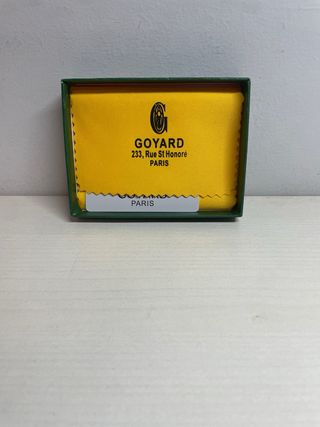 G
GOYARD
233, Rue St Honoré
PARIS
PARIS